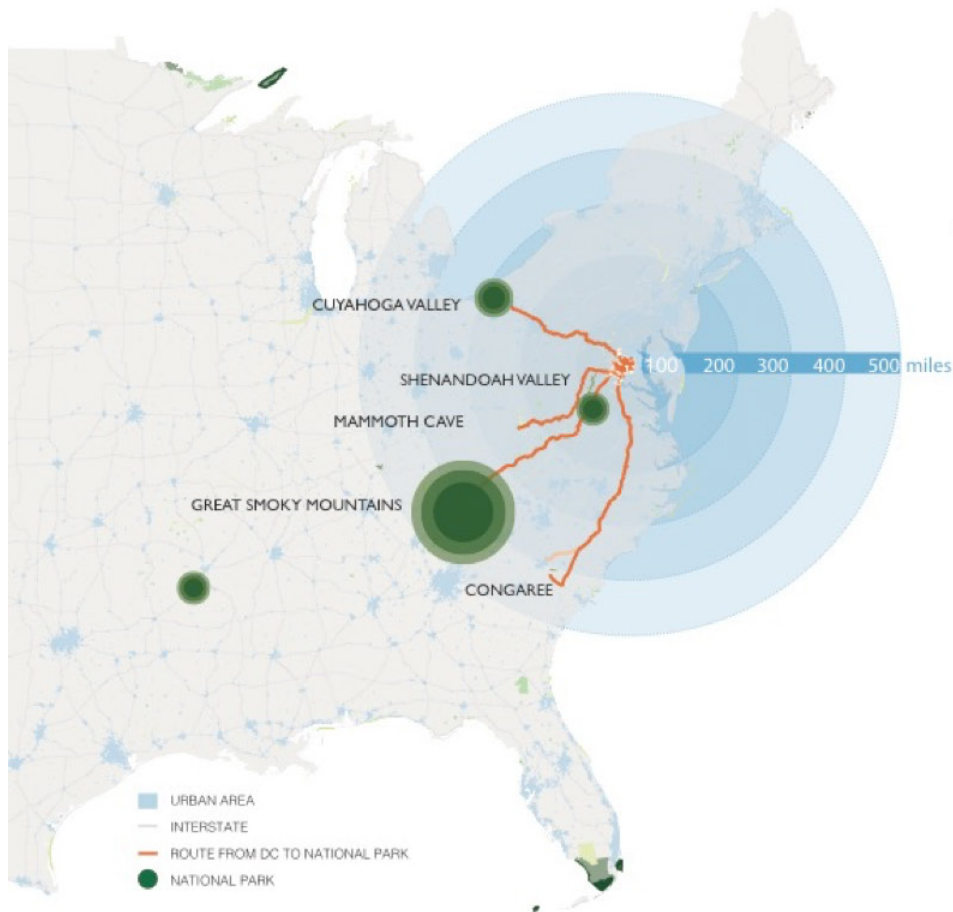 CUYAHOGA VALLEY
100 200 300 400 500 miles
SHENANDOAH VALLEY
MAMMOTH CAVE
GREAT SMOKY MOUNTAINS
CONGAREE
URBAN AREA
INTERSTATE
ROUTE FROM DC TO NATIONAL PARK
NATIONAL PARK